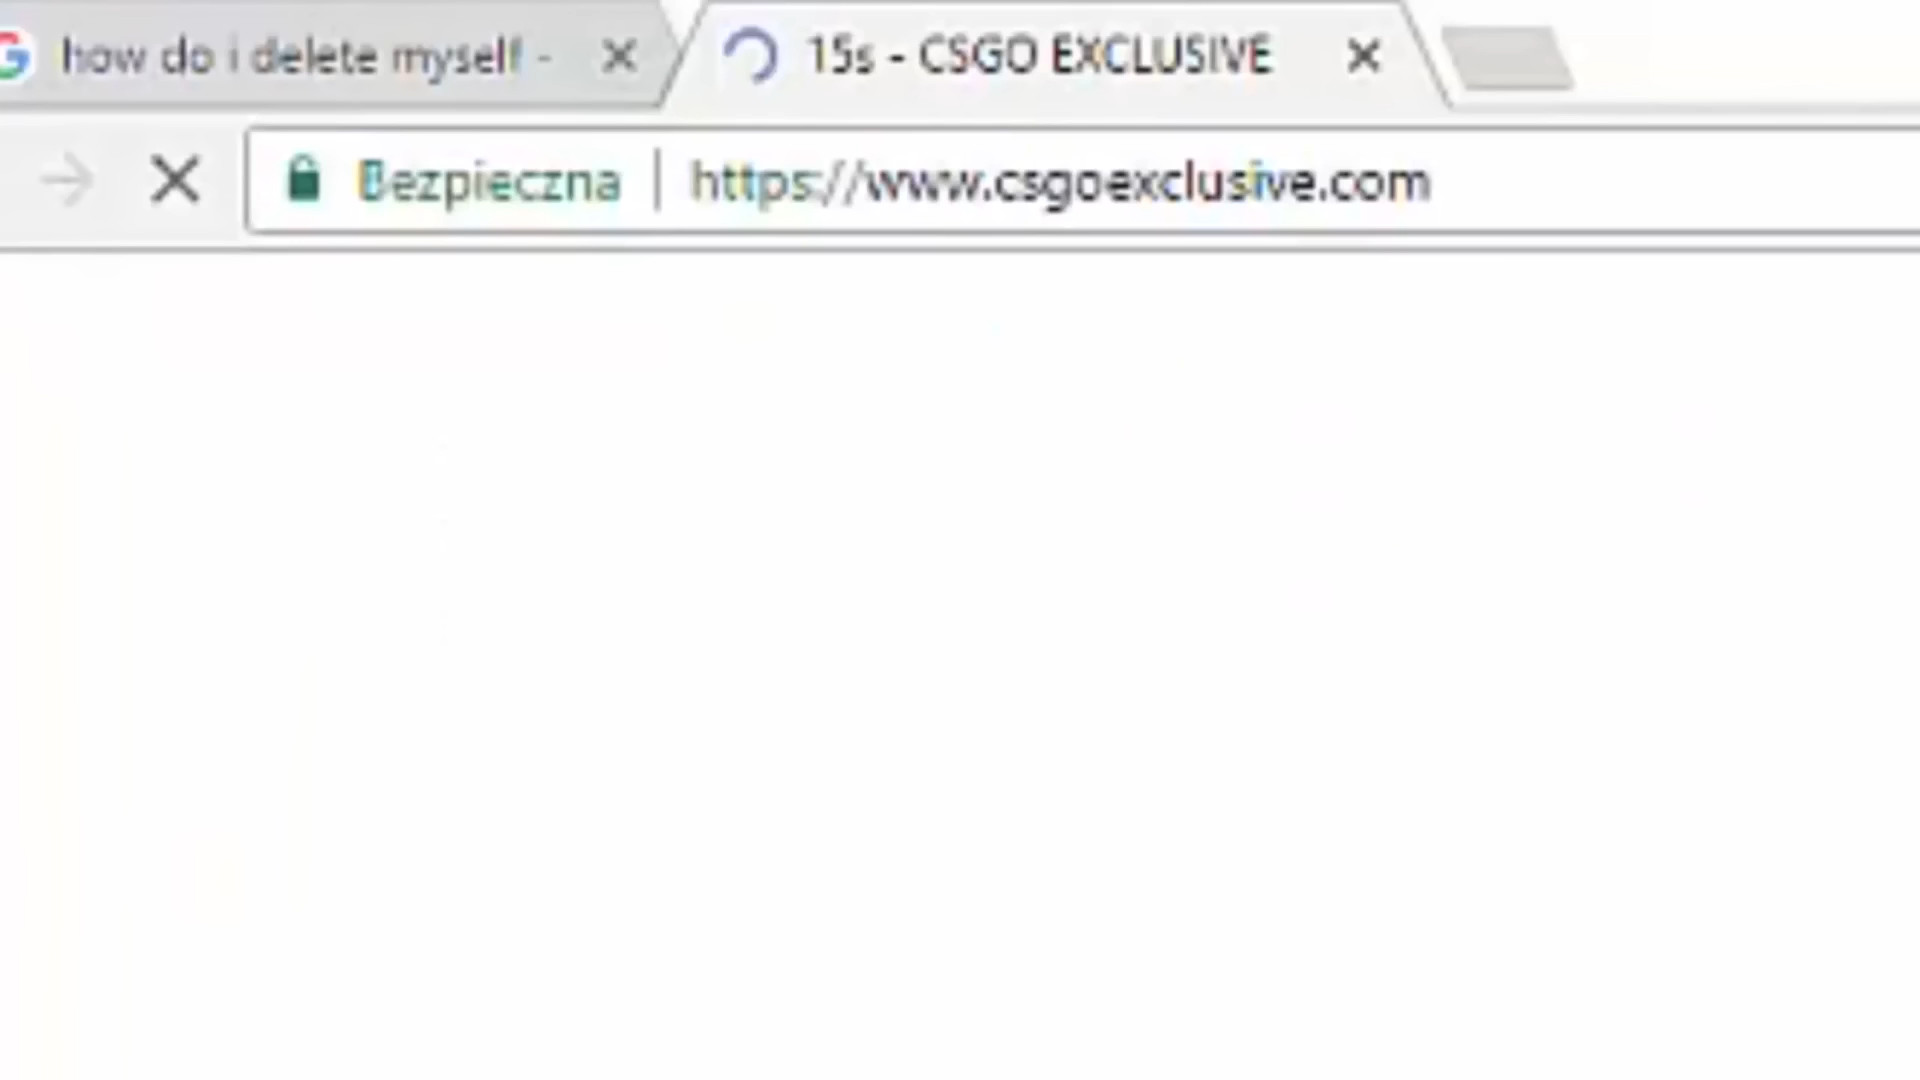 how do i delete myself - 15s - CSGO EXCLUSIVE
Bezpieczna | https://www.csgoexclusive.com